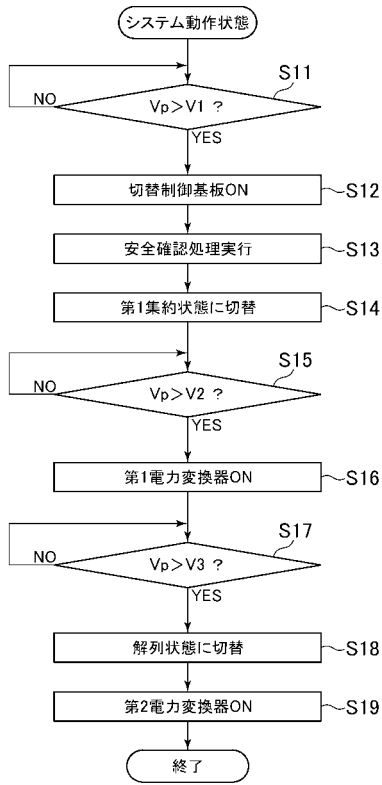 システム動作状態
S11
Vp>V1 ?
NO
YES
切替制御基板ON
S12
安全確認処理実行
S13
第1集約状態に切替
S14
S15
Vp>V2 ?
NO
YES
第1電力変換器ON
S16
S17
Vp>V3 ?
NO
YES
解列状態に切替
S18
第2電力変換器ON
S19
終了